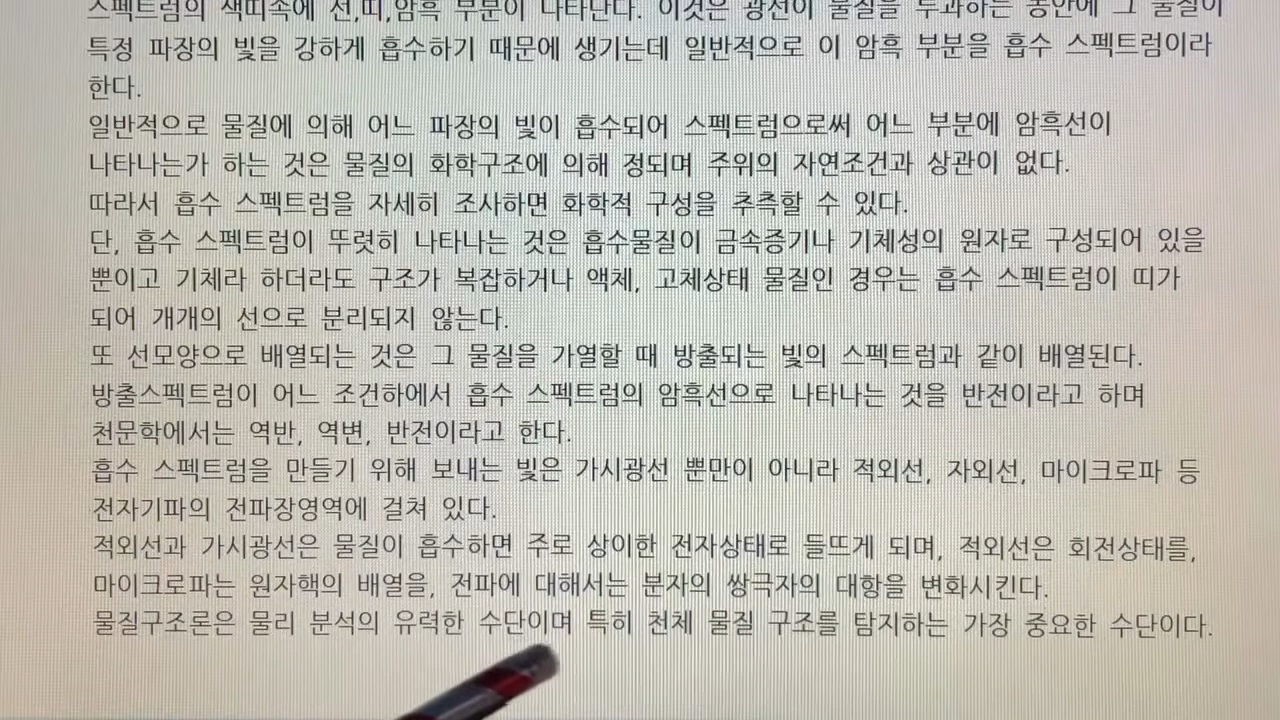 스펙트럼의 색띠속에 선,띠,암흑 부분이 나타난다. 이것은 광선이 물질을 투과하는 동안에 그 물질이
특정 파장의 빛을 강하게 흡수하기 때문에 생기는데 일반적으로 이 암흑 부분을 흡수 스펙트럼이라
한다.
일반적으로 물질에 의해 어느 파장의 빛이 흡수되어 스펙트럼으로써 어느 부분에 암흑선이
나타나는가 하는 것은 물질의 화학구조에 의해 정되며 주위의 자연조건과 상관이 없다.
따라서 흡수 스펙트럼을 자세히 조사하면 화학적 구성을 추측할 수 있다.
단, 흡수 스펙트럼이 뚜렷히 나타나는 것은 흡수물질이 금속증기나 기체성의 원자로 구성되어 있을
뿐이고 기체라 하더라도 구조가 복잡하거나 액체, 고체상태 물질인 경우는 흡수 스펙트럼이 띠가
되어 개개의 선으로 분리되지 않는다.
또 선모양으로 배열되는 것은 그 물질을 가열할 때 방출되는 빛의 스펙트럼과 같이 배열된다.
방출스펙트럼이 어느 조건하에서 흡수 스펙트럼의 암흑선으로 나타나는 것을 반전이라고 하며
천문학에서는 역반, 역변, 반전이라고 한다.
흡수 스펙트럼을 만들기 위해 보내는 빛은 가시광선 뿐만이 아니라 적외선, 자외선, 마이크로파 등
전자기파의 전파장영역에 걸쳐 있다.
적외선과 가시광선은 물질이 흡수하면 주로 상이한 전자상태로 들뜨게 되며, 적외선은 회전상태를,
마이크로파는 원자핵의 배열을, 전파에 대해서는 분자의 쌍극자의 대항을 변화시킨다.
물질구조론은 물리 분석의 유력한 수단이며 특히 천체 물질 구조를 탐지하는 가장 중요한 수단이다.